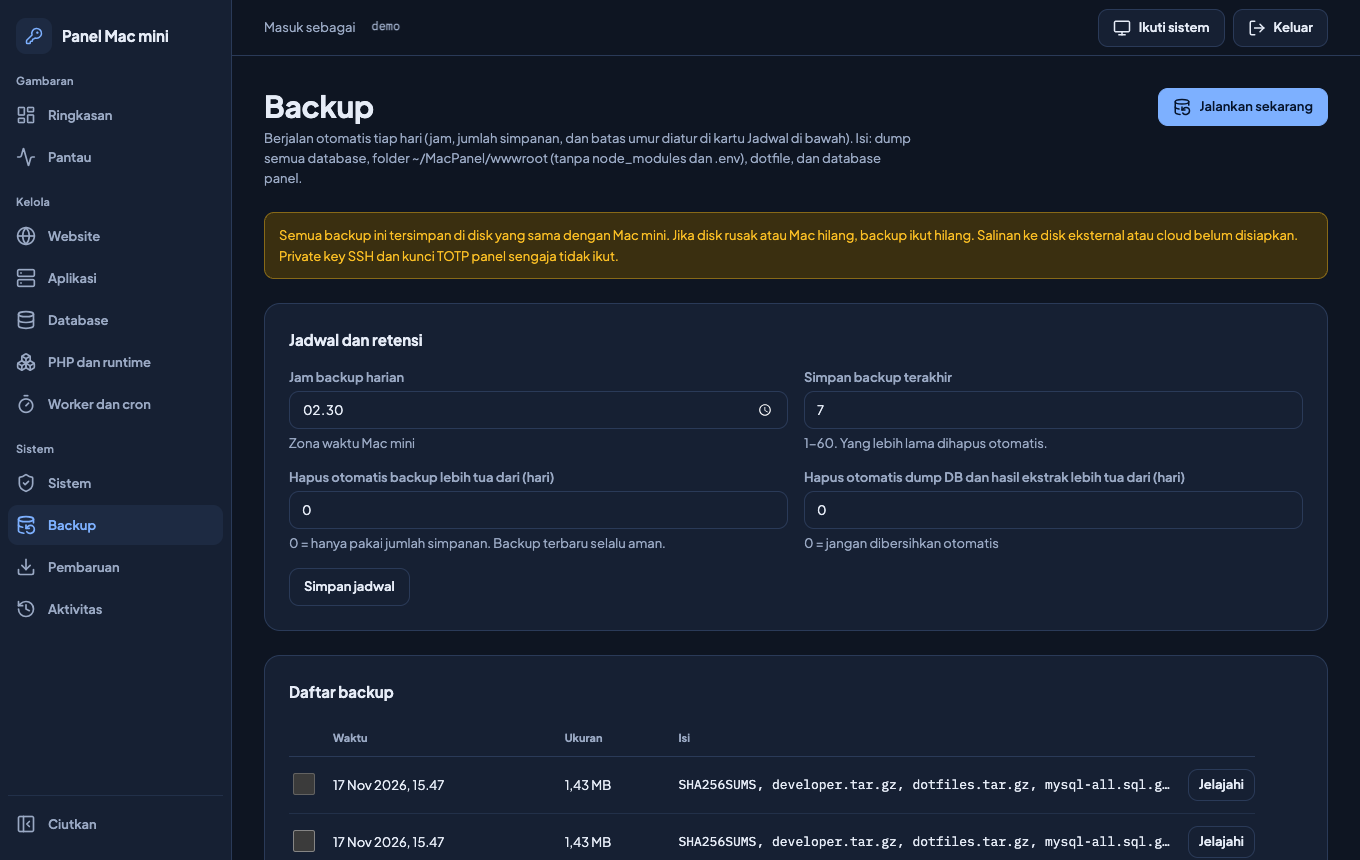 Panel Mac mini
Gambaran
Ringkasan
Pantau
Kelola
Website
Aplikasi
Database
PHP dan runtime
Worker dan cron
Sistem
Sistem
Backup
Pembaruan
Aktivitas
Ciutkan
Masuk sebagai demo
Ikuti sistem
Keluar
Backup
Jalankan sekarang
Berjalan otomatis tiap hari (jam, jumlah simpanan, dan batas umur diatur di kartu Jadwal di bawah). Isi: dump
semua database, folder ~/MacPanel/wwwroot (tanpa node_modules dan .env), dotfile, dan database
panel.
Semua backup ini tersimpan di disk yang sama dengan Mac mini. Jika disk rusak atau Mac hilang, backup ikut hilang. Salinan ke disk eksternal atau cloud belum disiapkan.
Private key SSH dan kunci TOTP panel sengaja tidak ikut.
Jadwal dan retensi
Jam backup harian
02.30
Zona waktu Mac mini
Simpan backup terakhir
7
1–60. Yang lebih lama dihapus otomatis.
Hapus otomatis backup lebih tua dari (hari)
0
0 = hanya pakai jumlah simpanan. Backup terbaru selalu aman.
Hapus otomatis dump DB dan hasil ekstrak lebih tua dari (hari)
0
0 = jangan dibersihkan otomatis
Simpan jadwal
Daftar backup
Waktu Ukuran Isi
17 Nov 2026, 15.47 1,43 MB SHA256SUMS, developer.tar.gz, dotfiles.tar.gz, mysql-all.sql.g… Jelajahi
17 Nov 2026, 15.47 1,43 MB SHA256SUMS, developer.tar.gz, dotfiles.tar.gz, mysql-all.sql.g… Jelajahi